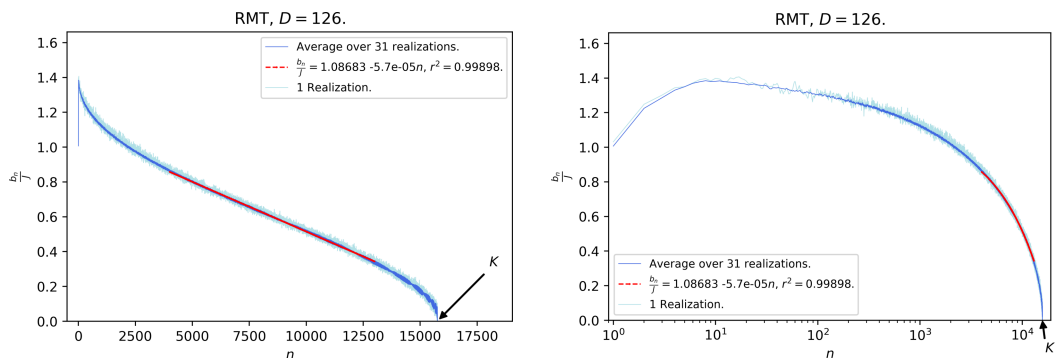 RMT, D = 126.
1.6
1.4
1.2
1.0
0.8
0.6
0.4
0.2
0.0
b_n/J
Average over 31 realizations.
b_n/J = 1.08683 -5.7e-05n, r² = 0.99898.
1 Realization.
K
0 2500 5000 7500 10000 12500 15000 17500
n
RMT, D = 126.
1.6
1.4
1.2
1.0
0.8
0.6
0.4
0.2
0.0
b_n/J
Average over 31 realizations.
b_n/J = 1.08683 -5.7e-05n, r² = 0.99898.
1 Realization.
10⁰ 10¹ 10² 10³ 10⁴
K
n